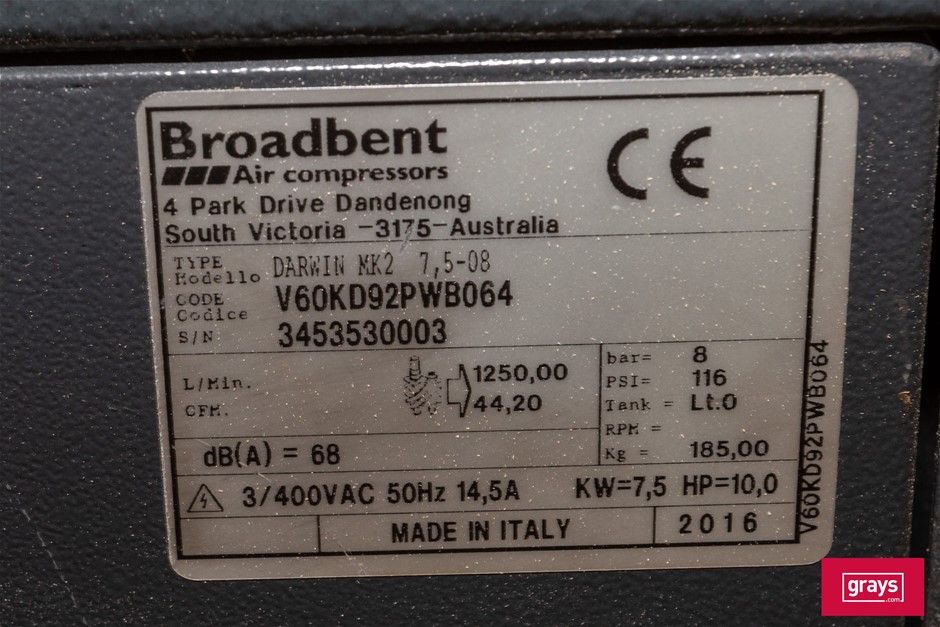 Broadbent
Air compressors
4 Park Drive Dandenong
South Victoria -3175-Australia
TYPE
Modello DARWIN MK2 7,5-08
CODE
Codice V60KD92PWB064
S/N 3453530003
L/Min. 1250,00
CFM. 44,20
bar= 8
PSI= 116
Tank = Lt.0
RPM =
Kg = 185,00
dB(A) = 68
3/400VAC 50Hz 14,5A KW=7,5 HP=10,0
MADE IN ITALY 2016
V60KD92PWB064
CE
grays
.com